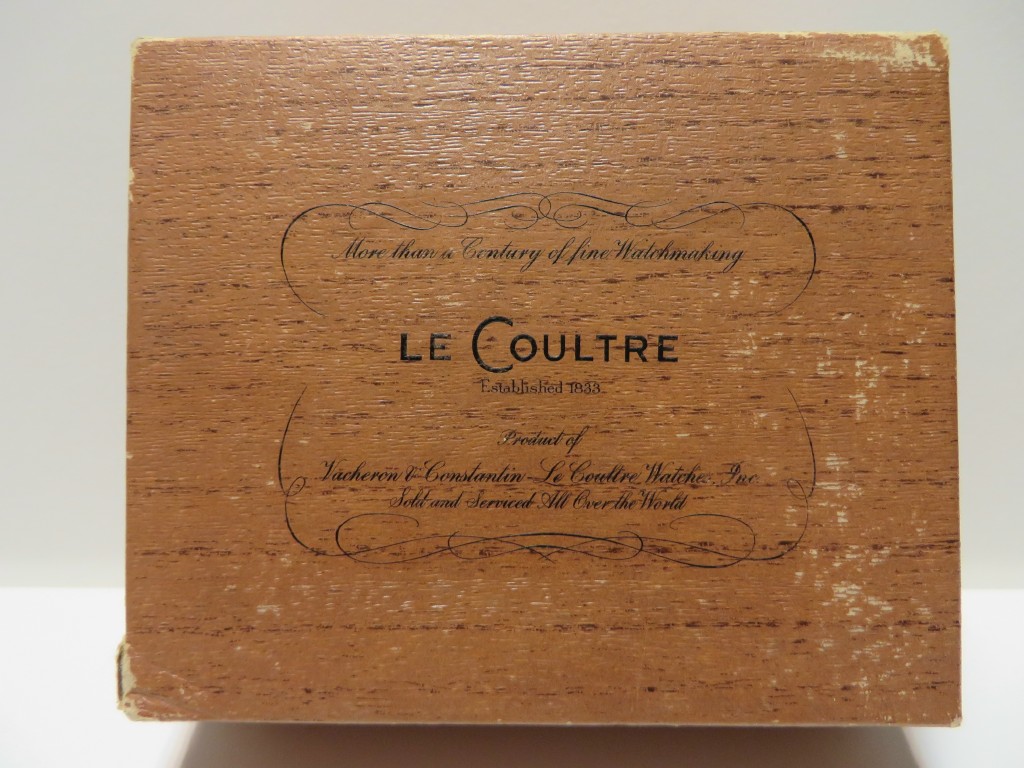 More than a Century of fine Watchmaking
LE COULTRE
Established 1833
Product of
Vacheron & Constantin - Le Coultre Watches, Inc
Sold and Serviced All Over the World